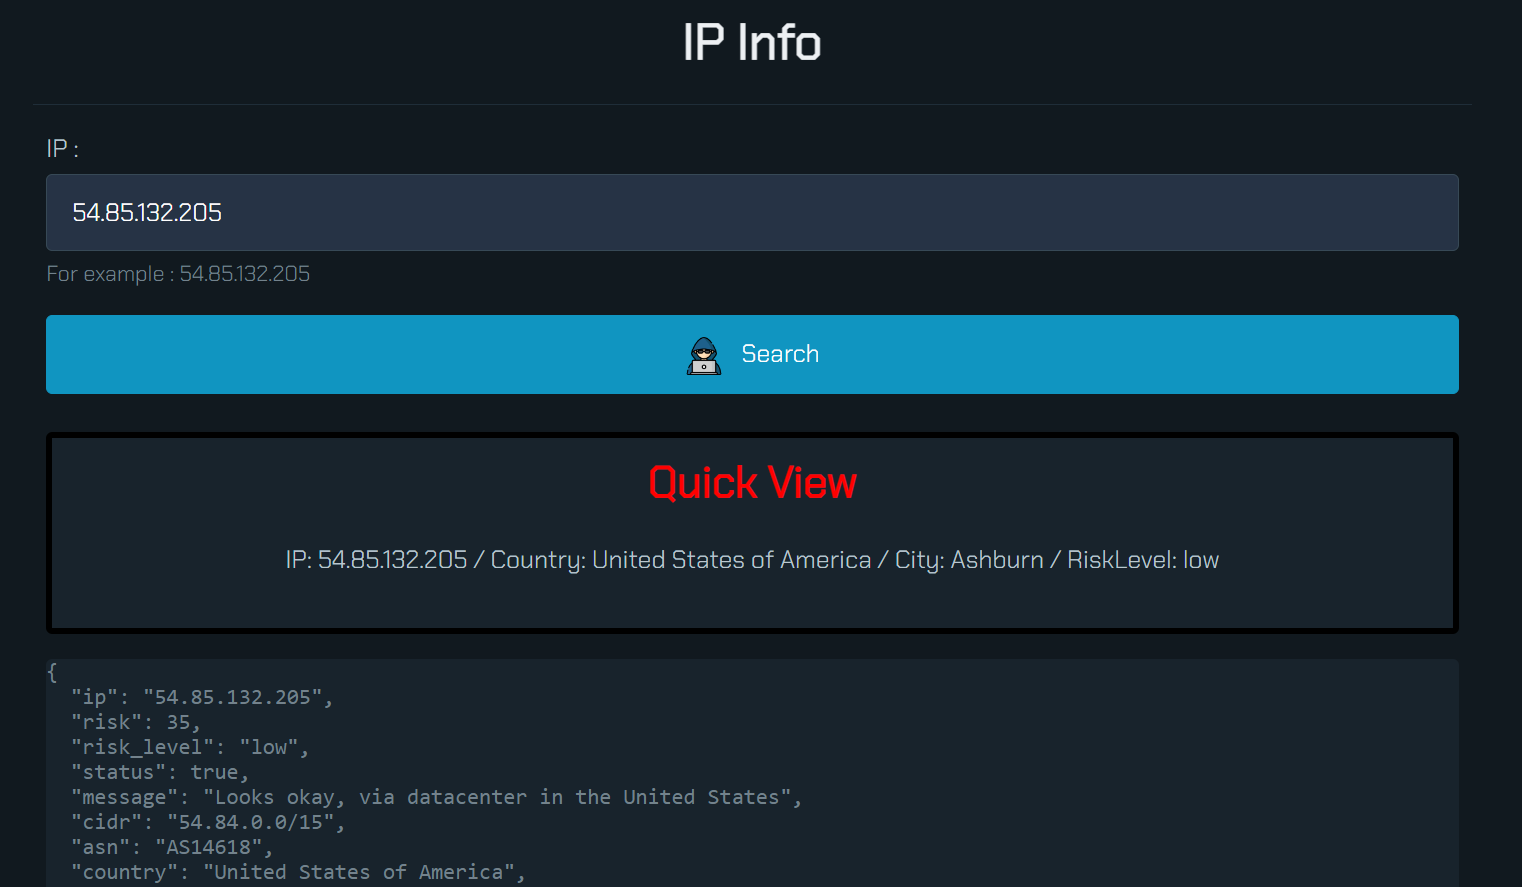 IP Info
IP :
54.85.132.205
For example : 54.85.132.205
Search
Quick View
IP: 54.85.132.205 / Country: United States of America / City: Ashburn / RiskLevel: low
{
"ip": "54.85.132.205",
"risk": 35,
"risk_level": "low",
"status": true,
"message": "Looks okay, via datacenter in the United States",
"cidr": "54.84.0.0/15",
"asn": "AS14618",
"country": "United States of America",